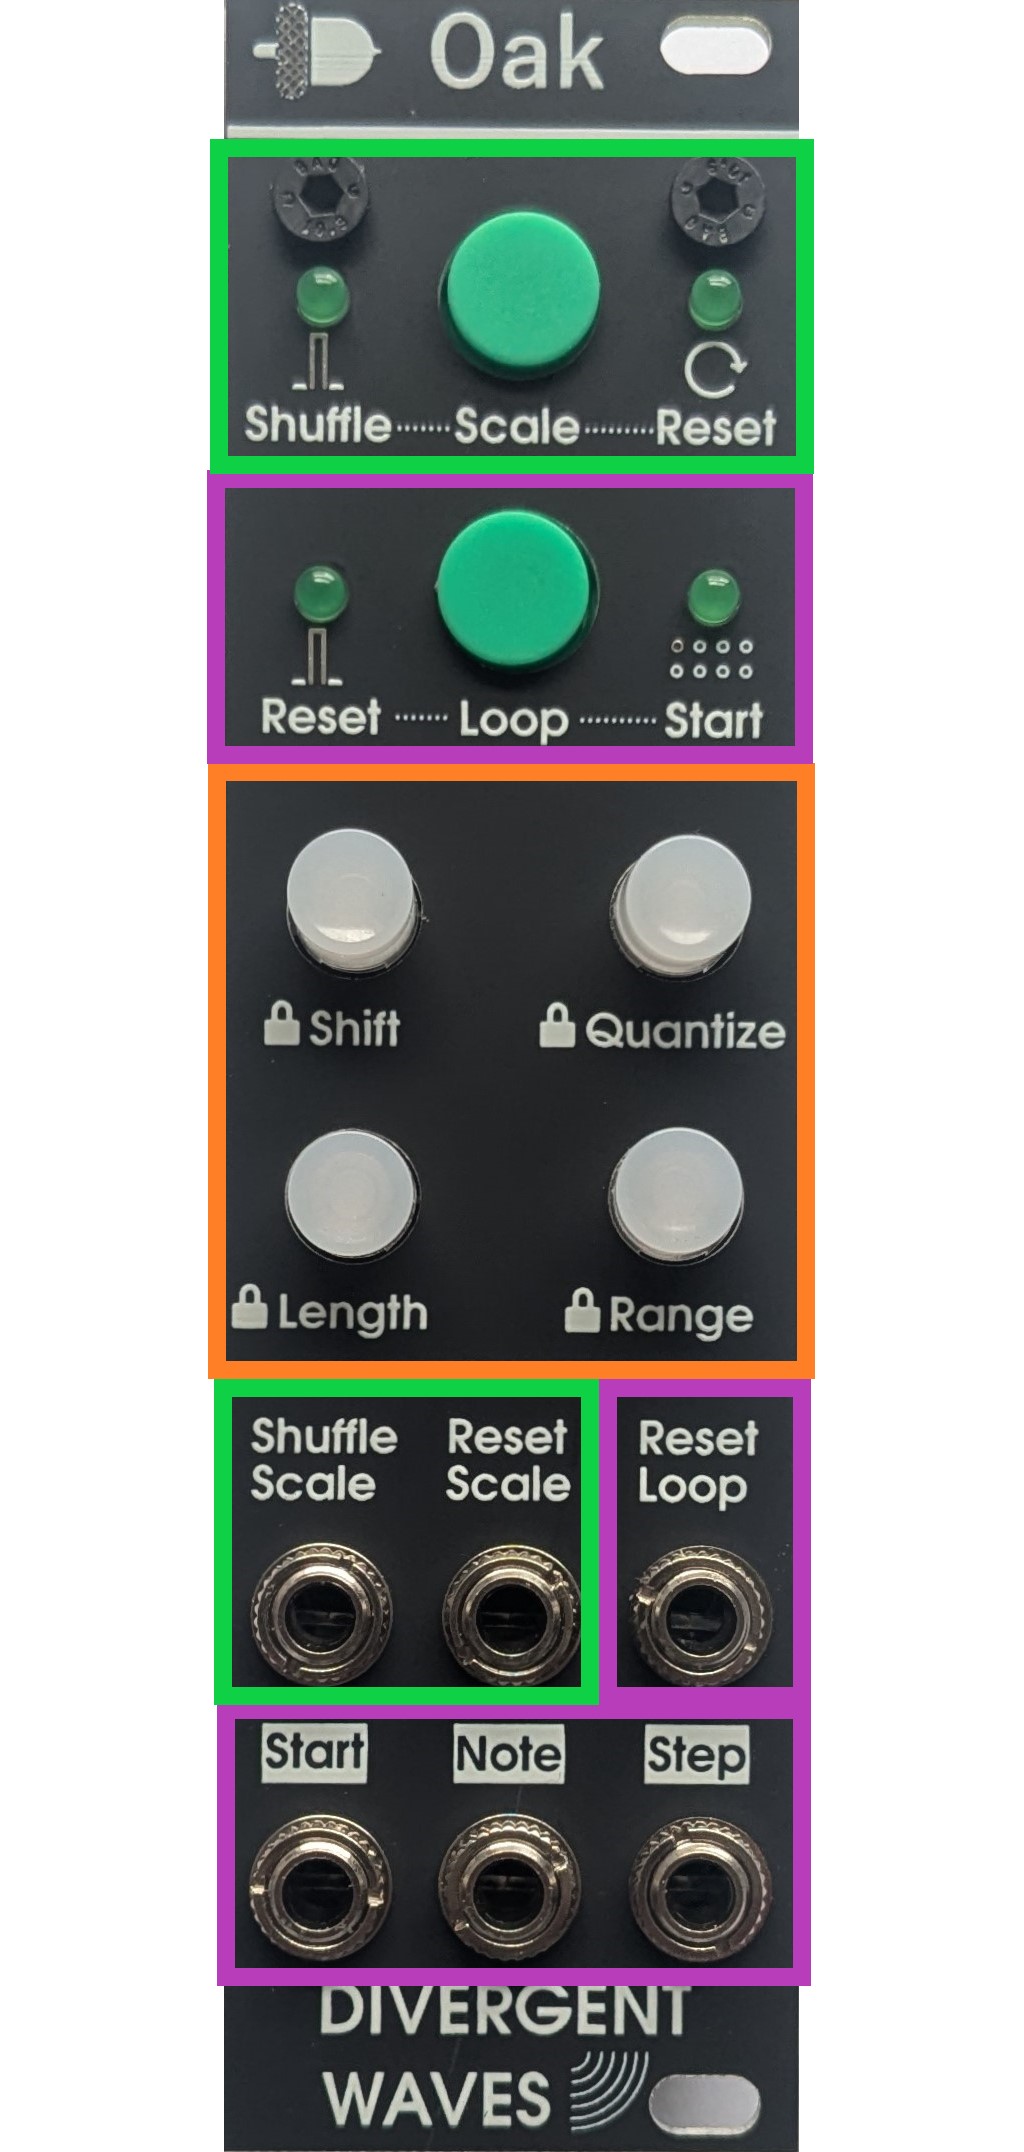 Oak
Shuffle Scale Reset
Reset Loop Start
Shift Quantize
Length Range
Shuffle Scale
Reset Scale
Reset Loop
Start Note Step
DIVERGENT
WAVES